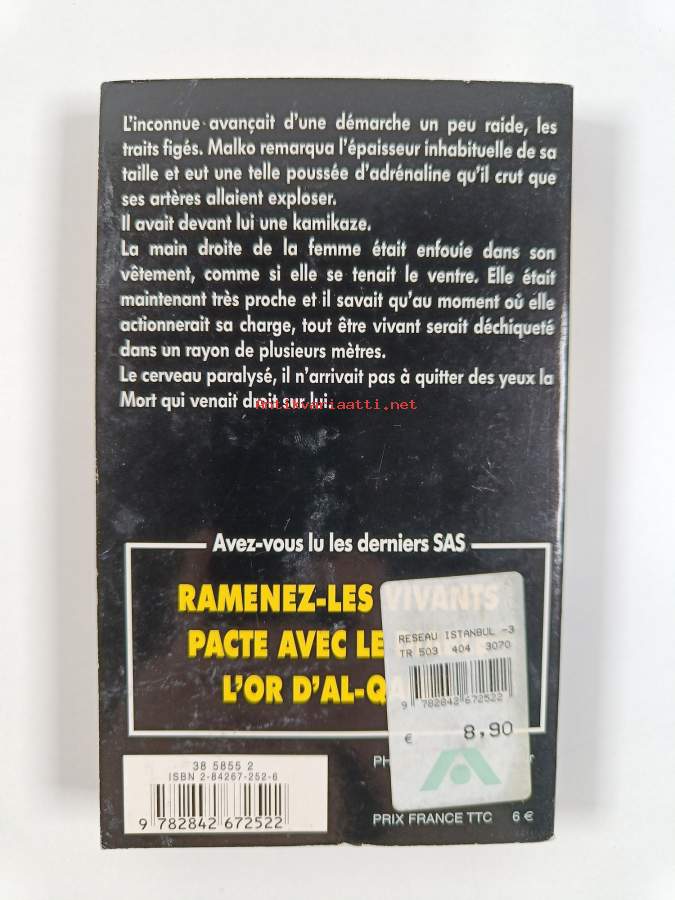 L'inconnue avançait d'une démarche un peu raide, les
traits figés. Malko remarqua l'épaisseur inhabituelle de sa
taille et eut une telle poussée d'adrénaline qu'il crut que
ses artères allaient exploser.
Il avait devant lui une kamikaze.
La main droite de la femme était enfouie dans son
vêtement, comme si elle se tenait le ventre. Elle était
maintenant très proche et il savait qu'au moment où elle
actionnerait sa charge, tout être vivant serait déchiqueté
dans un rayon de plusieurs mètres.
Le cerveau paralysé, il n'arrivait pas à quitter des yeux la
Mort qui venait droit sur lui.
Antikvariaatti.net
Avez-vous lu les derniers SAS
RAMENEZ-LES VIVANTS
PACTE AVEC LE
L'OR D'AL-QA
RESEAU ISTANBUL -3
TR 503 404 3070
9 782842 672522
€ 8,90
38 5855 2
ISBN 2-84267-252-6
9 782842 672522
PH
T
PRIX FRANCE TTC 6 €